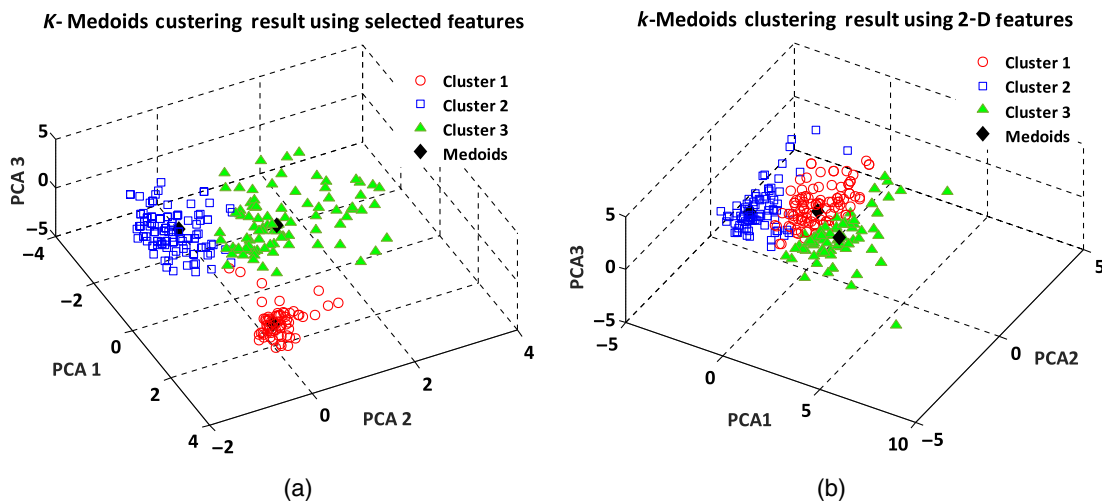 K- Medoids custering result using selected features
Cluster 1
Cluster 2
Cluster 3
Medoids
5
0
−5
PCA 3
−4
−2
0
2
4
PCA 1
−2
0
2
4
PCA 2
(a)
k-Medoids clustering result using 2-D features
Cluster 1
Cluster 2
Cluster 3
Medoids
5
0
−5
PCA3
−5
0
5
10
PCA1
−5
0
5
PCA2
(b)